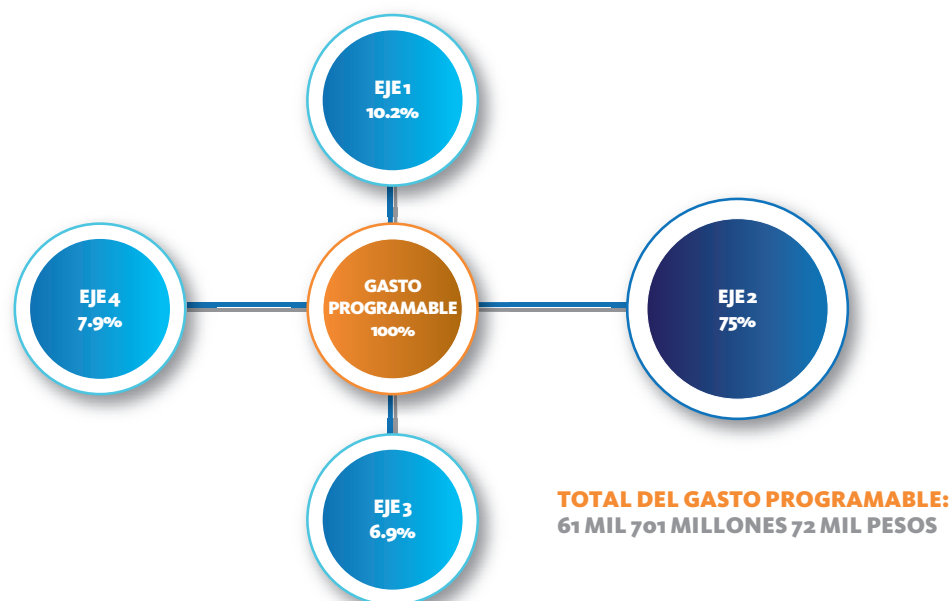 EJE 1
10.2%
EJE 4
7.9%
GASTO
PROGRAMABLE
100%
EJE 2
75%
EJE 3
6.9%
TOTAL DEL GASTO PROGRAMABLE:
61 MIL 701 MILLONES 72 MIL PESOS